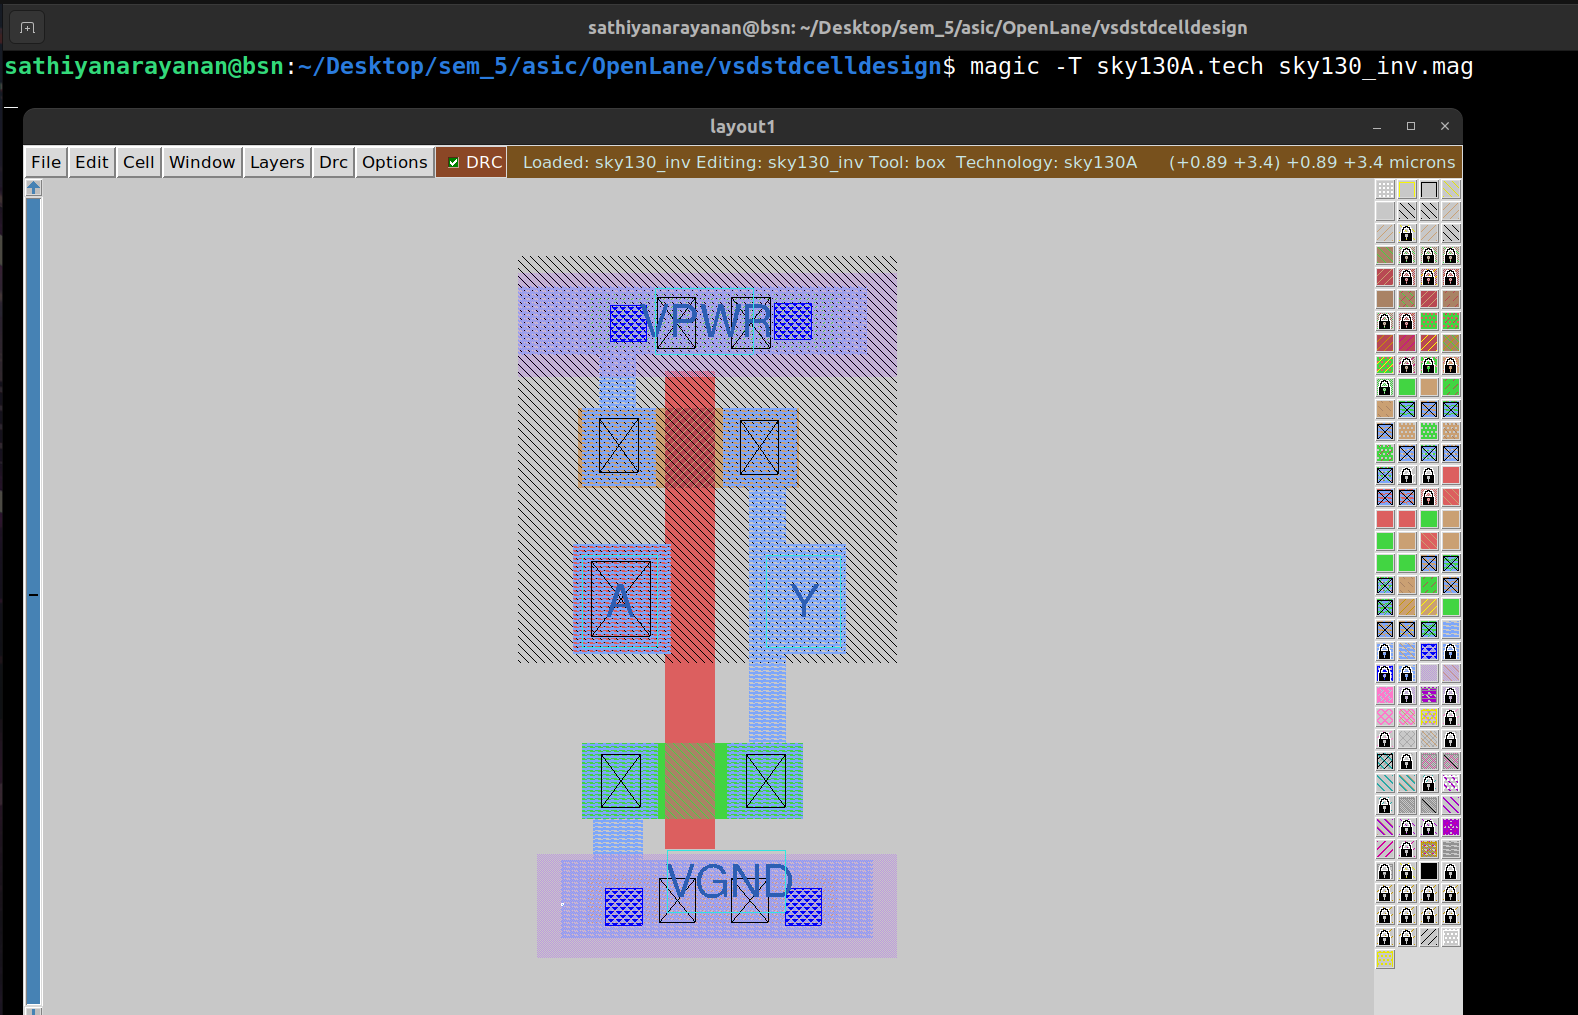 sathiyanarayanan@bsn: ~/Desktop/sem_5/asic/OpenLane/vsdstdcelldesign
sathiyanarayanan@bsn:~/Desktop/sem_5/asic/OpenLane/vsdstdcelldesign$ magic -T sky130A.tech sky130_inv.mag
layout1
File Edit Cell Window Layers Drc Options DRC Loaded: sky130_inv Editing: sky130_inv Tool: box Technology: sky130A (+0.89 +3.4) +0.89 +3.4 microns
VPWR
A Y
VGND